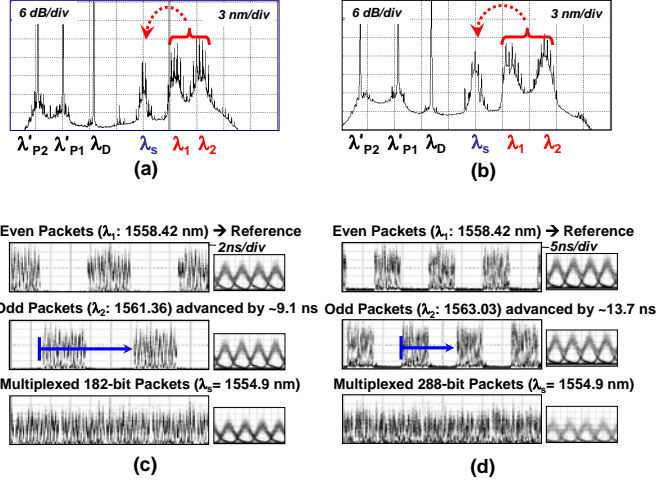 6 dB/div 3 nm/div
λ'P2 λ'P1 λD λs λ1 λ2
(a)
6 dB/div 3 nm/div
λ'P2 λ'P1 λD λs λ1 λ2
(b)
Even Packets (λ1: 1558.42 nm) → Reference
2ns/div
Odd Packets (λ2: 1561.36) advanced by ~9.1 ns
Multiplexed 182-bit Packets (λs= 1554.9 nm)
(c)
Even Packets (λ1: 1558.42 nm) → Reference
5ns/div
Odd Packets (λ2: 1563.03) advanced by ~13.7 ns
Multiplexed 288-bit Packets (λs= 1554.9 nm)
(d)